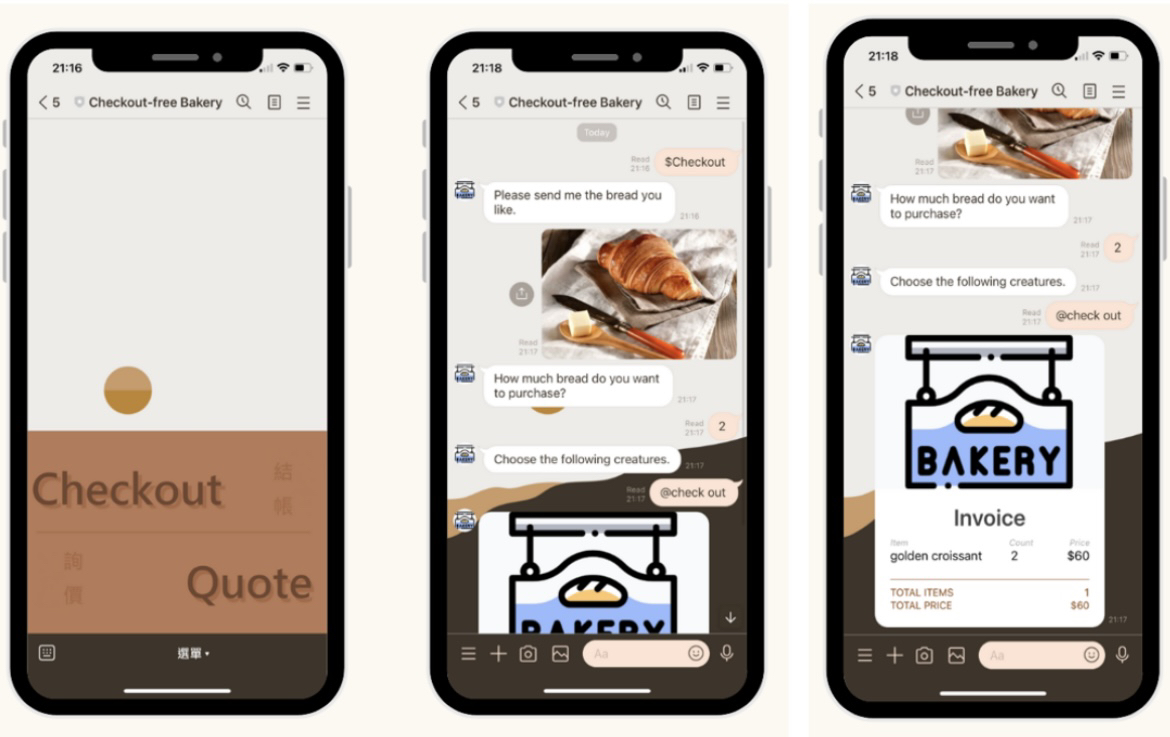 21:16
5 Checkout-free Bakery
Checkout
結
帳
詢
價
Quote
選單
21:18
5 Checkout-free Bakery
Today
Read
21:16
$Checkout
Please send me the bread you
like.
21:16
Read
21:17
How much bread do you want
to purchase?
21:17
Read
21:17
2
Choose the following creatures.
21:17
Read
21:17
@check out
BAKERY
Aa
21:18
5 Checkout-free Bakery
Read
21:17
How much bread do you want
to purchase?
21:17
Read
21:17
2
Choose the following creatures.
21:17
Read
21:17
@check out
BAKERY
Invoice
Item Count Price
golden croissant 2 $60
TOTAL ITEMS 1
TOTAL PRICE $60
21:17
Aa